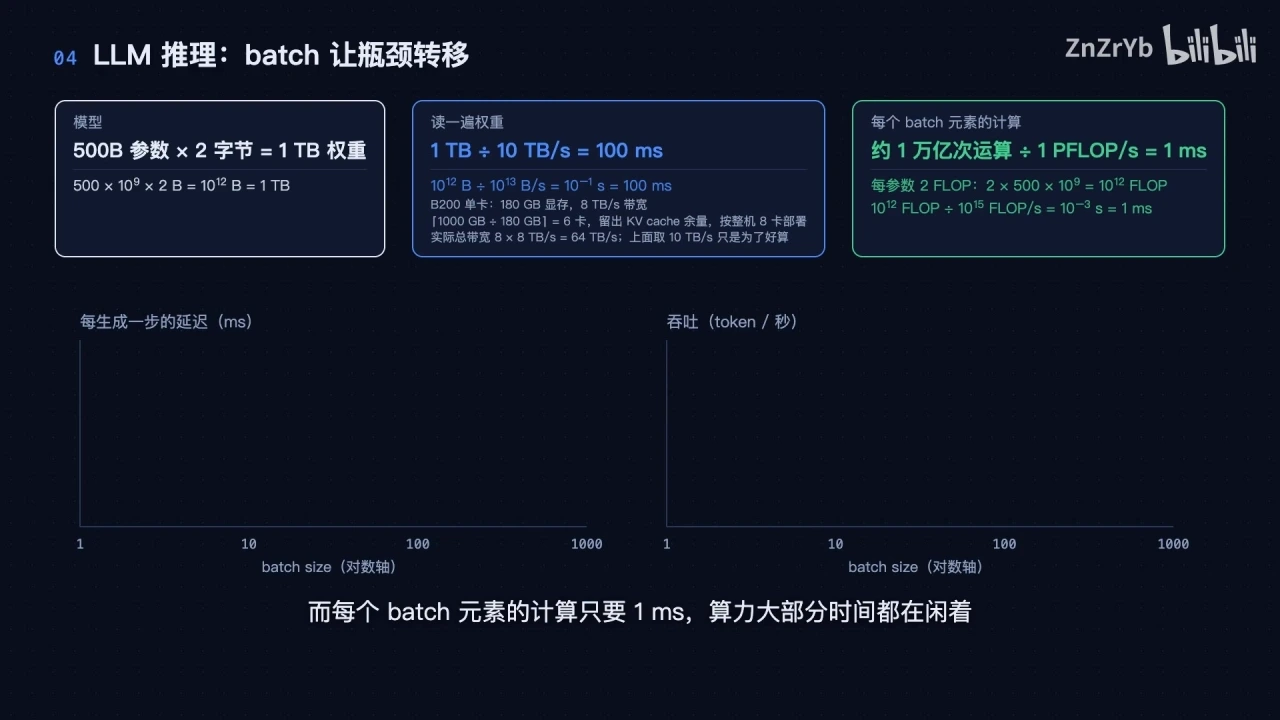 04 LLM 推理：batch 让瓶颈转移
ZnZrYb bilibili
模型
500B 参数 × 2 字节 = 1 TB 权重
500 × 10⁹ × 2 B = 10¹² B = 1 TB
读一遍权重
1 TB ÷ 10 TB/s = 100 ms
10¹² B ÷ 10¹³ B/s = 10⁻¹ s = 100 ms
B200 单卡：180 GB 显存，8 TB/s 带宽
⌈1000 GB ÷ 180 GB⌉ = 6 卡，留出 KV cache 余量，按整机 8 卡部署
实际总带宽 8 × 8 TB/s = 64 TB/s；上面取 10 TB/s 只是为了好算
每个 batch 元素的计算
约 1 万亿次运算 ÷ 1 PFLOP/s = 1 ms
每参数 2 FLOP：2 × 500 × 10⁹ = 10¹² FLOP
10¹² FLOP ÷ 10¹⁵ FLOP/s = 10⁻³ s = 1 ms
每生成一步的延迟（ms）
1 10 100 1000
batch size（对数轴）
吞吐（token / 秒）
1 10 100 1000
batch size（对数轴）
而每个 batch 元素的计算只要 1 ms，算力大部分时间都在闲着